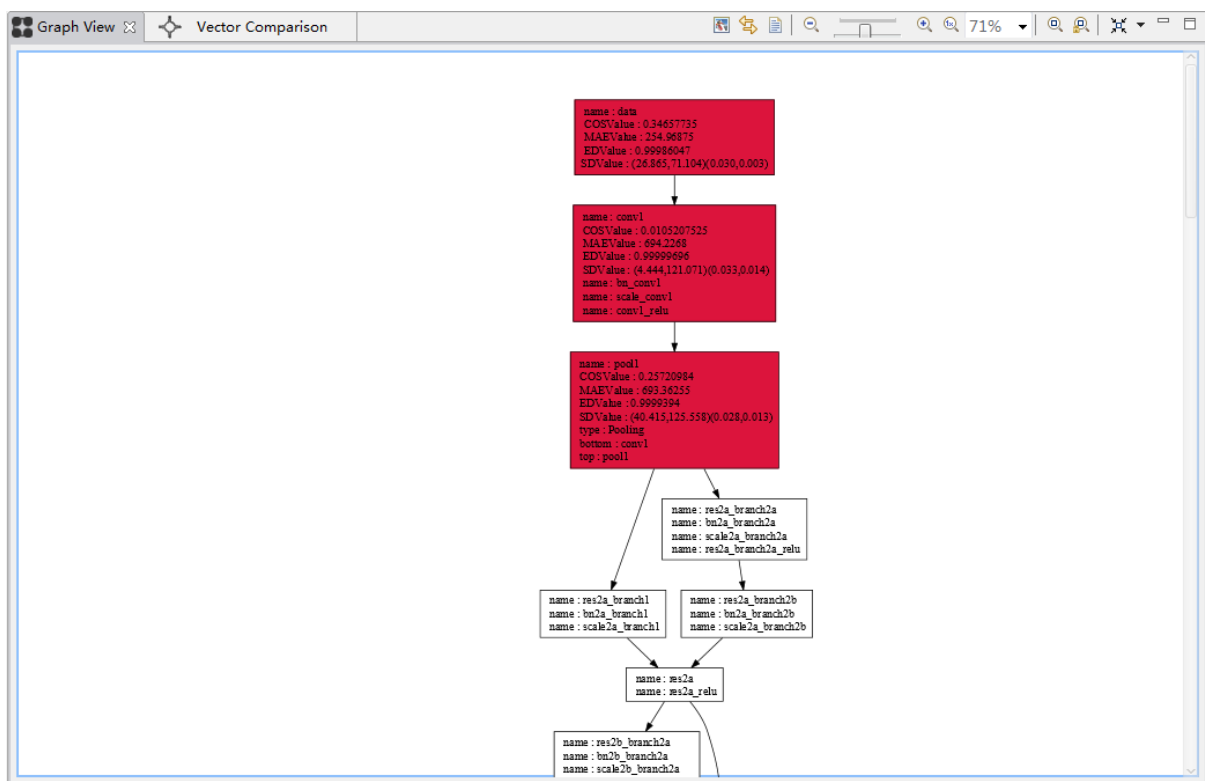 Graph View
Vector Comparison
71%
name : data
COSValue : 0.34657735
MAEValue : 254.96875
EDValue : 0.99986047
SDValue : (26.865,71.104)(0.030,0.003)
name : conv1
COSValue : 0.0105207525
MAEValue : 694.2268
EDValue : 0.99999696
SDValue : (4.444,121.071)(0.033,0.014)
name : bn_conv1
name : scale_conv1
name : conv1_relu
name : pool1
COSValue : 0.25720984
MAEValue : 693.36255
EDValue : 0.9999394
SDValue : (40.415,125.558)(0.028,0.013)
type : Pooling
bottom : conv1
top : pool1
name : res2a_branch2a
name : bn2a_branch2a
name : scale2a_branch2a
name : res2a_branch2a_relu
name : res2a_branch1
name : bn2a_branch1
name : scale2a_branch1
name : res2a_branch2b
name : bn2a_branch2b
name : scale2a_branch2b
name : res2a
name : res2a_relu
name : res2b_branch2a
name : bn2b_branch2a
name : scale2b_branch2a